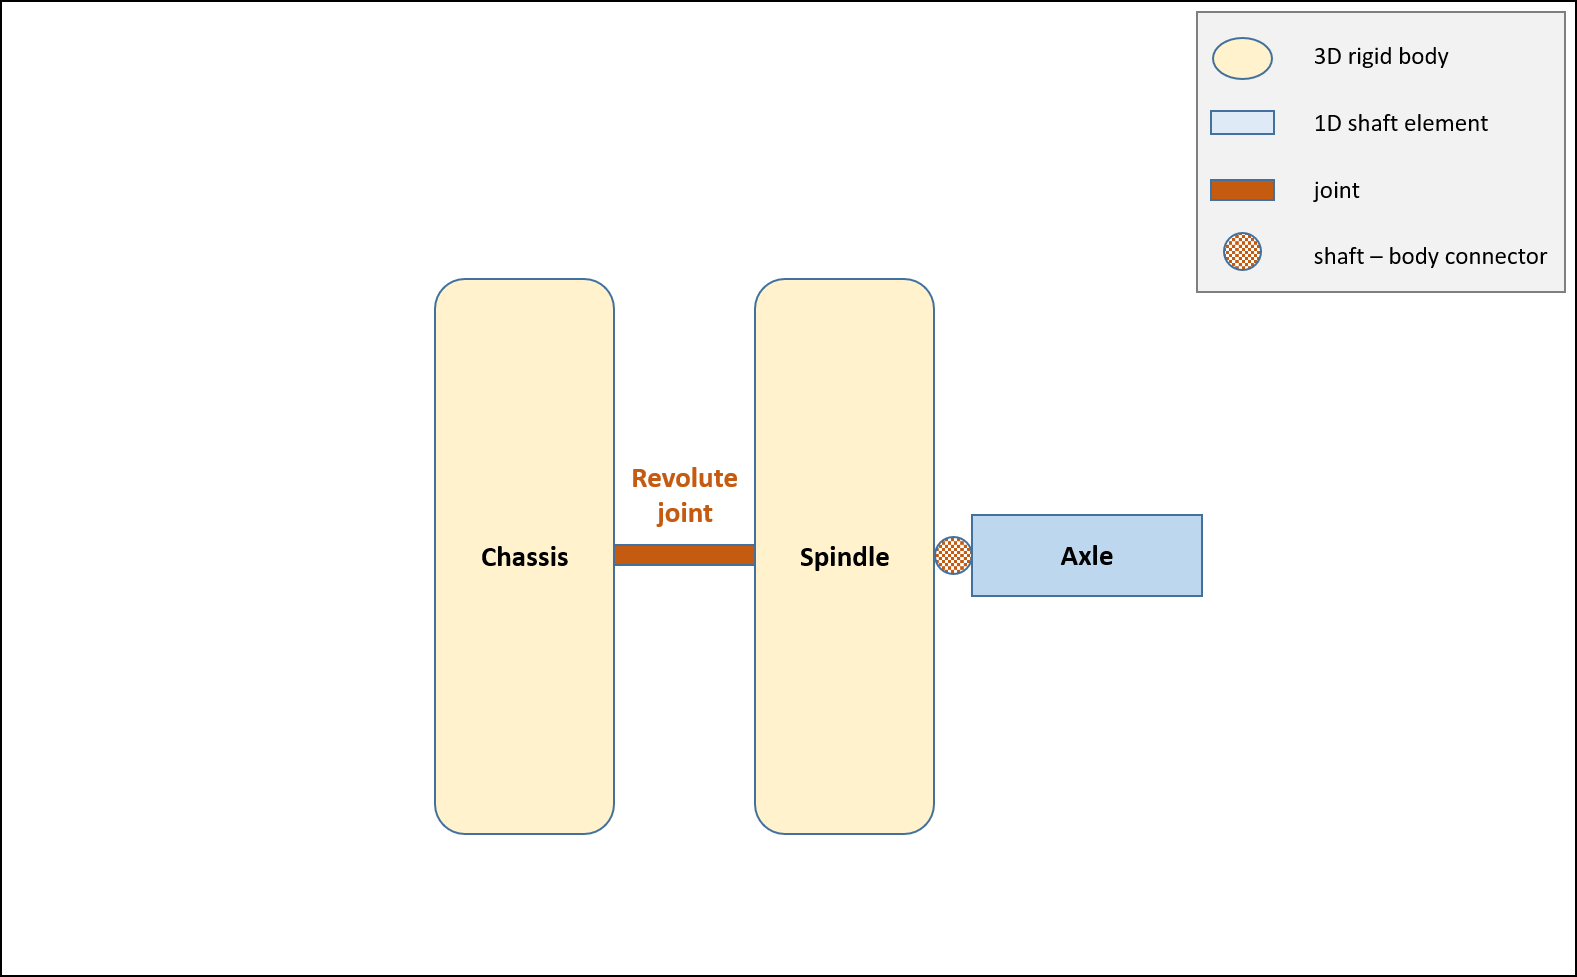 3D rigid body
1D shaft element
joint
shaft – body connector
Revolute
joint
Chassis
Spindle
Axle